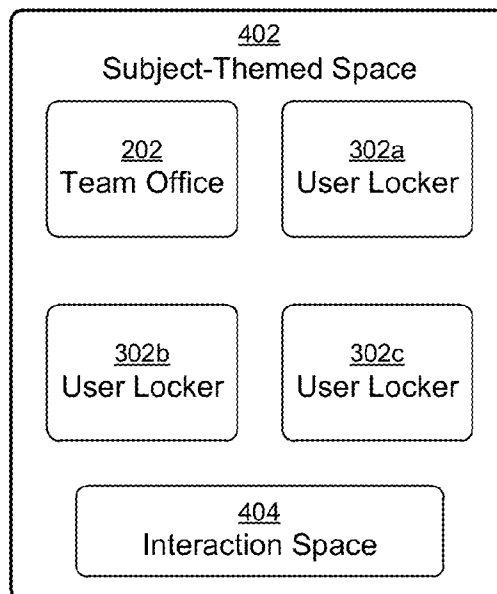 402
Subject-Themed Space
202
Team Office
302a
User Locker
302b
User Locker
302c
User Locker
404
Interaction Space